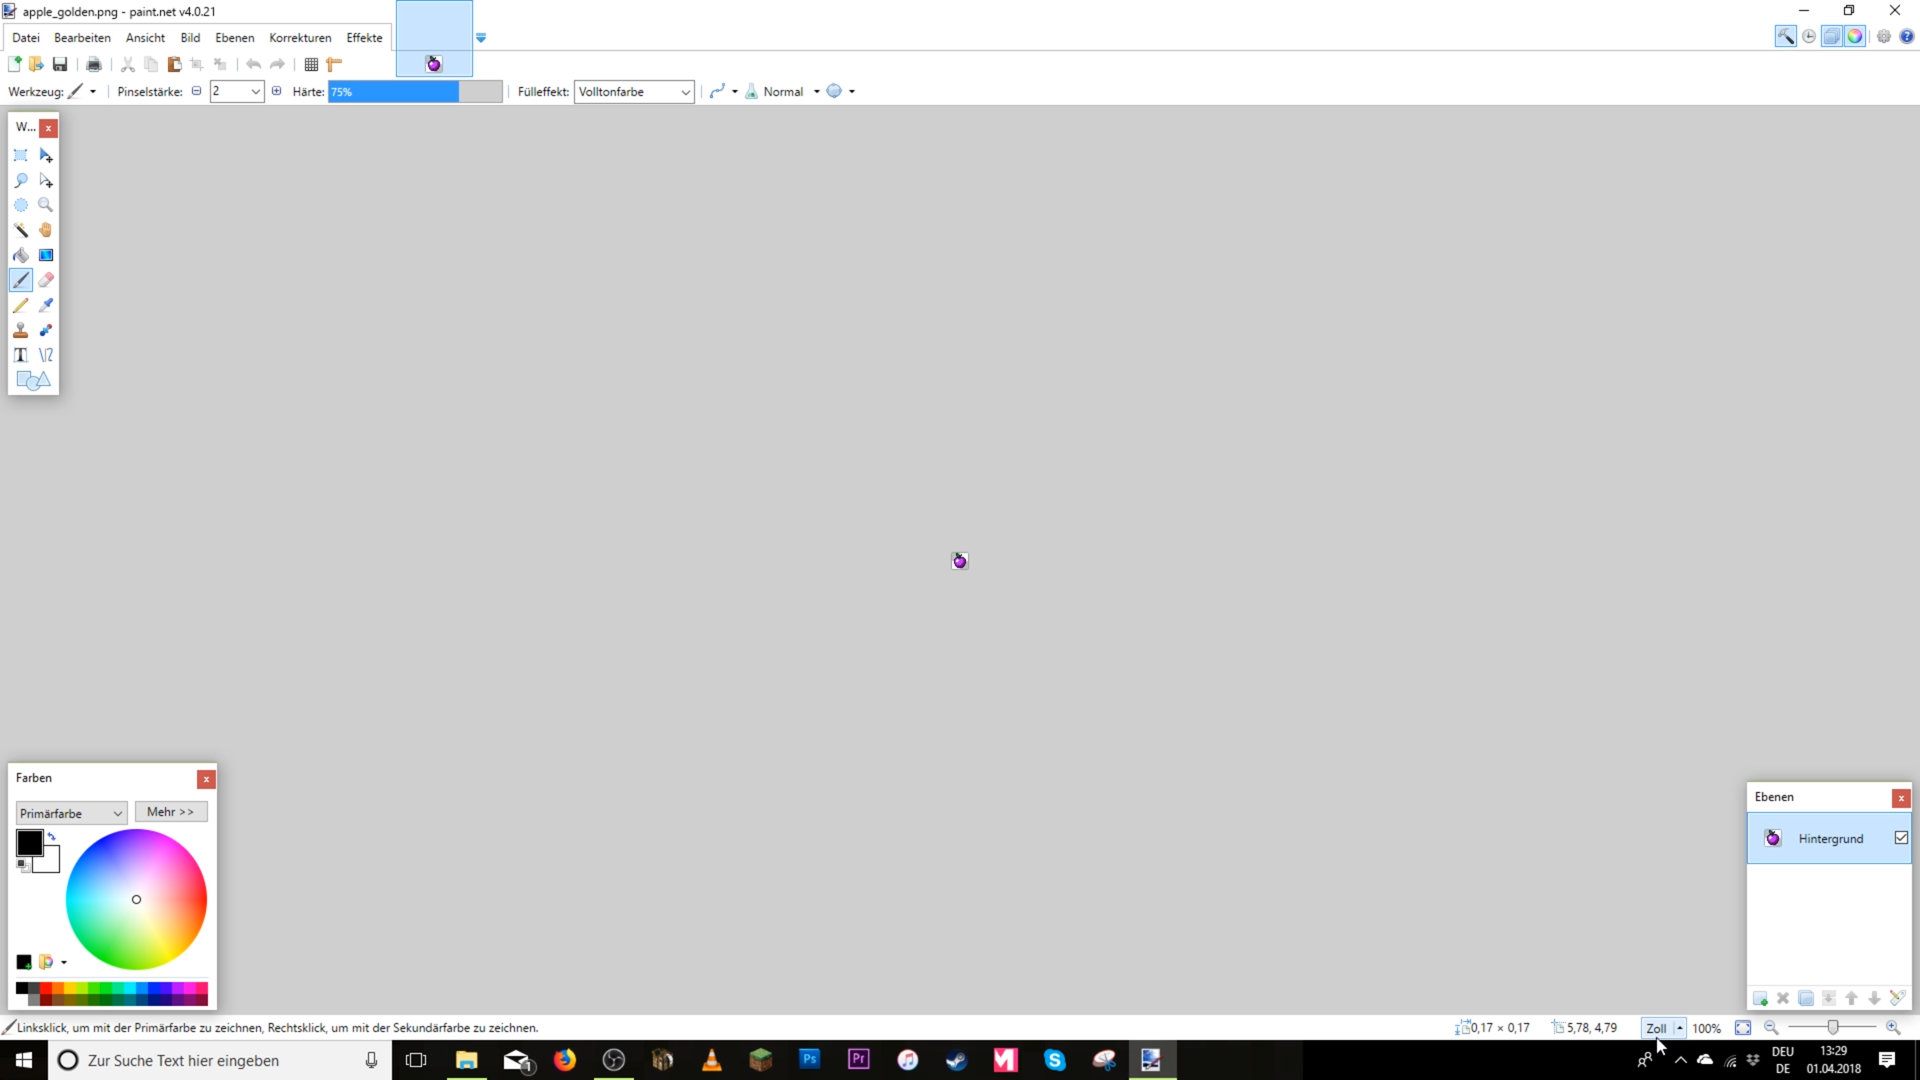 apple_golden.png - paint.net v4.0.21
Datei Bearbeiten Ansicht Bild Ebenen Korrekturen Effekte
Werkzeug: Pinselstärke: 2 Härte: 75% Fülleffekt: Volltonfarbe Normal
W...
Farben
Primärfarbe Mehr >>
Ebenen
Hintergrund
Linksklick, um mit der Primärfarbe zu zeichnen, Rechtsklick, um mit der Sekundärfarbe zu zeichnen.
0,17 × 0,17 5,78, 4,79 Zoll 100%
Zur Suche Text hier eingeben
1
Ps
Pr
DEU
DE
13:29
01.04.2018